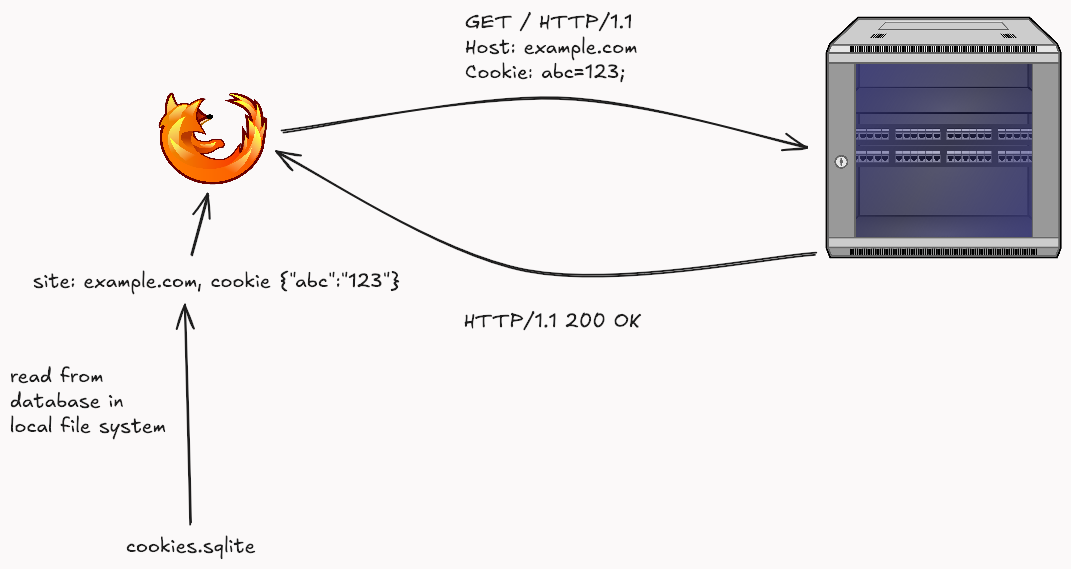 GET / HTTP/1.1
Host: example.com
Cookie: abc=123;
site: example.com, cookie {"abc":"123"}
HTTP/1.1 200 OK
read from
database in
local file system
cookies.sqlite